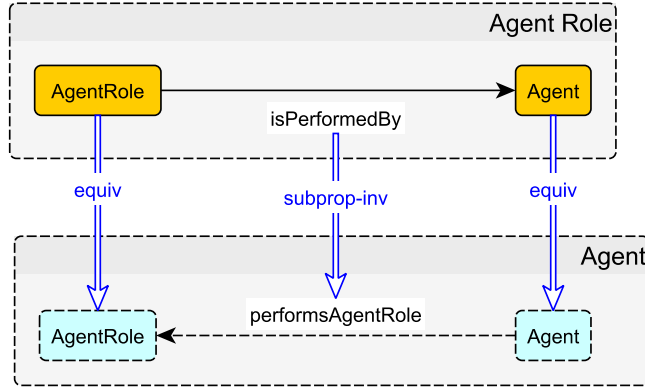 Agent Role
AgentRole
Agent
isPerformedBy
equiv
subprop-inv
equiv
Agent
performsAgentRole
AgentRole
Agent